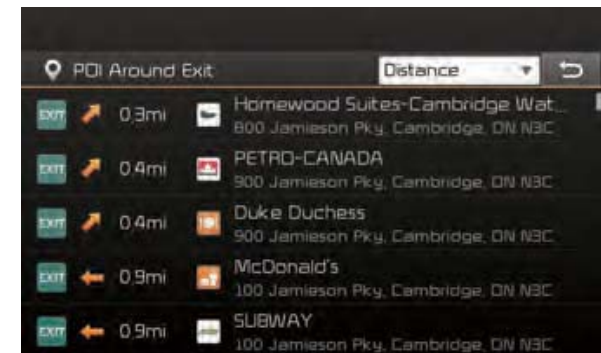 POI Around Exit
Distance
EXIT 0.3mi Homewood Suites-Cambridge Wat...
800 Jamieson Pky, Cambridge, ON N3C
EXIT 0.4mi PETRO-CANADA
900 Jamieson Pky, Cambridge, ON N3C
EXIT 0.4mi Duke Duchess
900 Jamieson Pky, Cambridge, ON N3C
EXIT 0.9mi McDonald's
100 Jamieson Pky, Cambridge, ON N3C
EXIT 0.9mi SUBWAY
100 Jamieson Pky, Cambridge, ON N3C